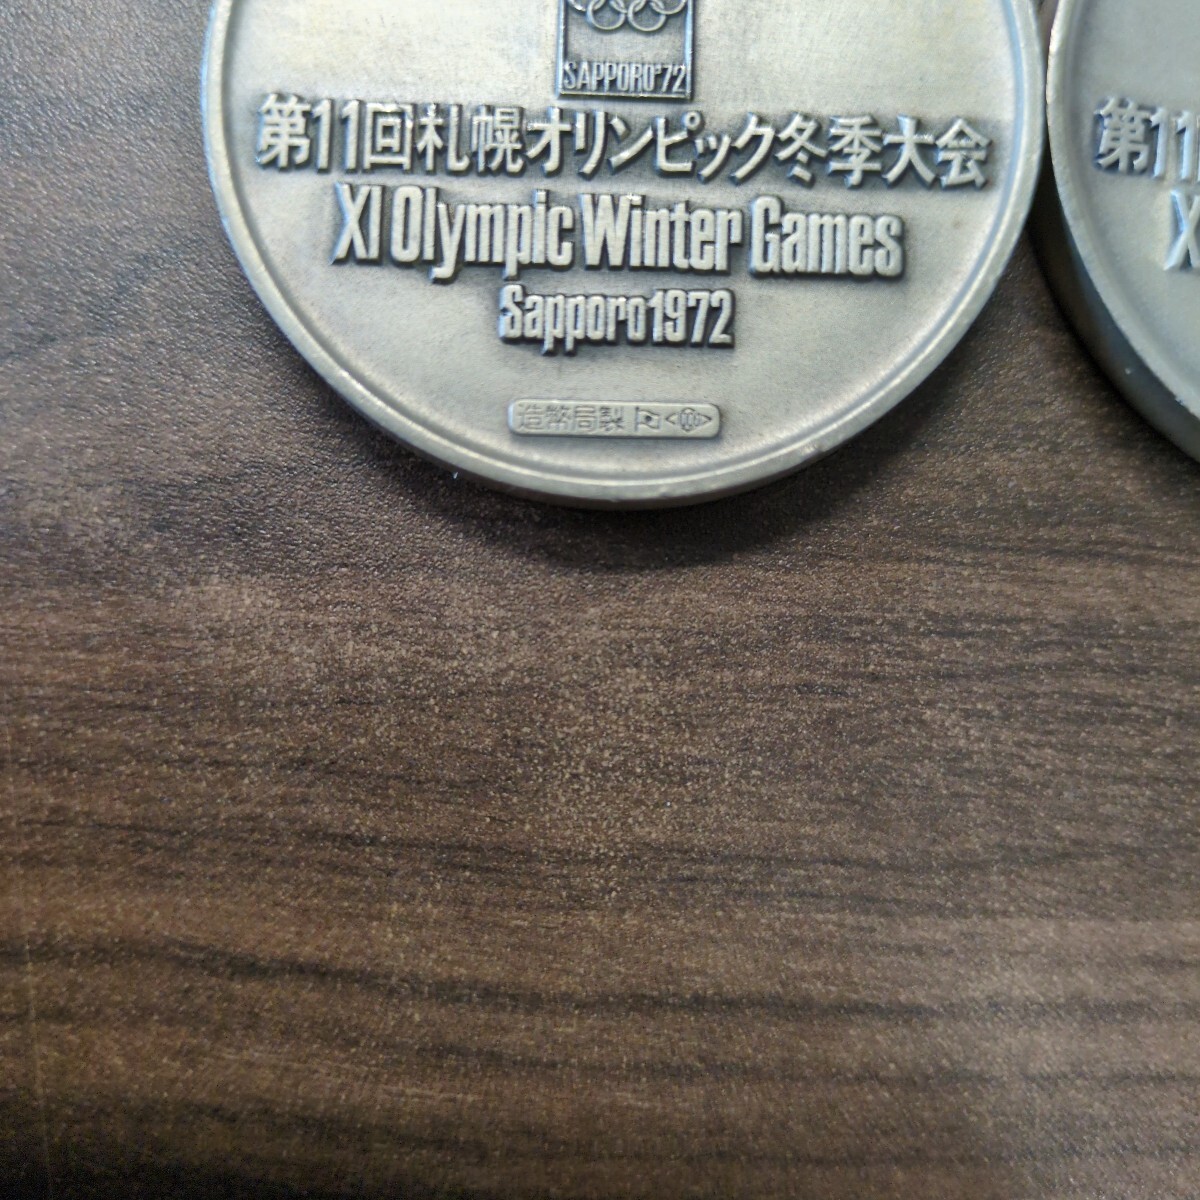 SAPPORO'72
第11回札幌オリンピック冬季大会
XI Olympic Winter Games
Sapporo1972
造幣局製
第11
X